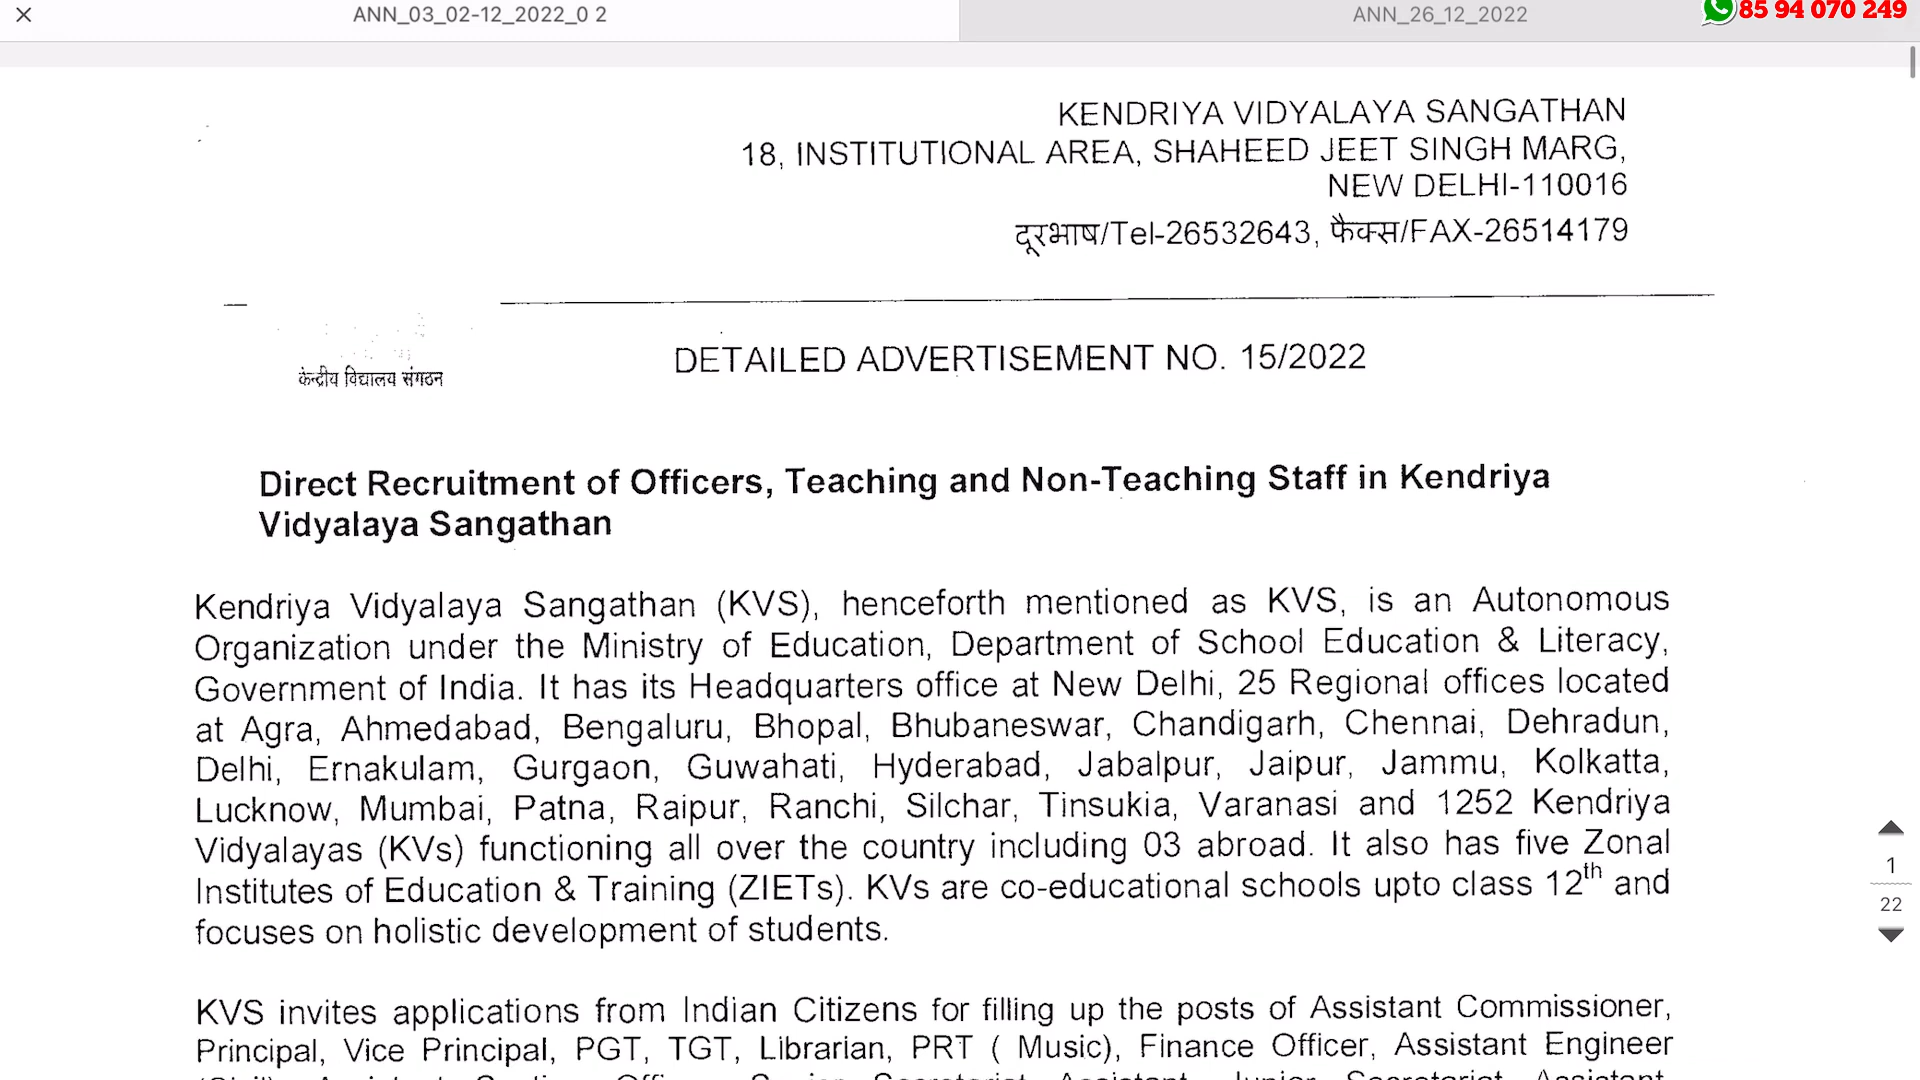 ANN_03_02-12_2022_0 2
ANN_26_12_2022
85 94 070 249
KENDRIYA VIDYALAYA SANGATHAN
18, INSTITUTIONAL AREA, SHAHEED JEET SINGH MARG,
NEW DELHI-110016
दूरभाष/Tel-26532643, फैक्स/FAX-26514179
केन्द्रीय विद्यालय संगठन
DETAILED ADVERTISEMENT NO. 15/2022
Direct Recruitment of Officers, Teaching and Non-Teaching Staff in Kendriya
Vidyalaya Sangathan
Kendriya Vidyalaya Sangathan (KVS), henceforth mentioned as KVS, is an Autonomous
Organization under the Ministry of Education, Department of School Education & Literacy,
Government of India. It has its Headquarters office at New Delhi, 25 Regional offices located
at Agra, Ahmedabad, Bengaluru, Bhopal, Bhubaneswar, Chandigarh, Chennai, Dehradun,
Delhi, Ernakulam, Gurgaon, Guwahati, Hyderabad, Jabalpur, Jaipur, Jammu, Kolkatta,
Lucknow, Mumbai, Patna, Raipur, Ranchi, Silchar, Tinsukia, Varanasi and 1252 Kendriya
Vidyalayas (KVs) functioning all over the country including 03 abroad. It also has five Zonal
Institutes of Education & Training (ZIETs). KVs are co-educational schools upto class 12th and
focuses on holistic development of students.
1
22
KVS invites applications from Indian Citizens for filling up the posts of Assistant Commissioner,
Principal, Vice Principal, PGT, TGT, Librarian, PRT ( Music), Finance Officer, Assistant Engineer